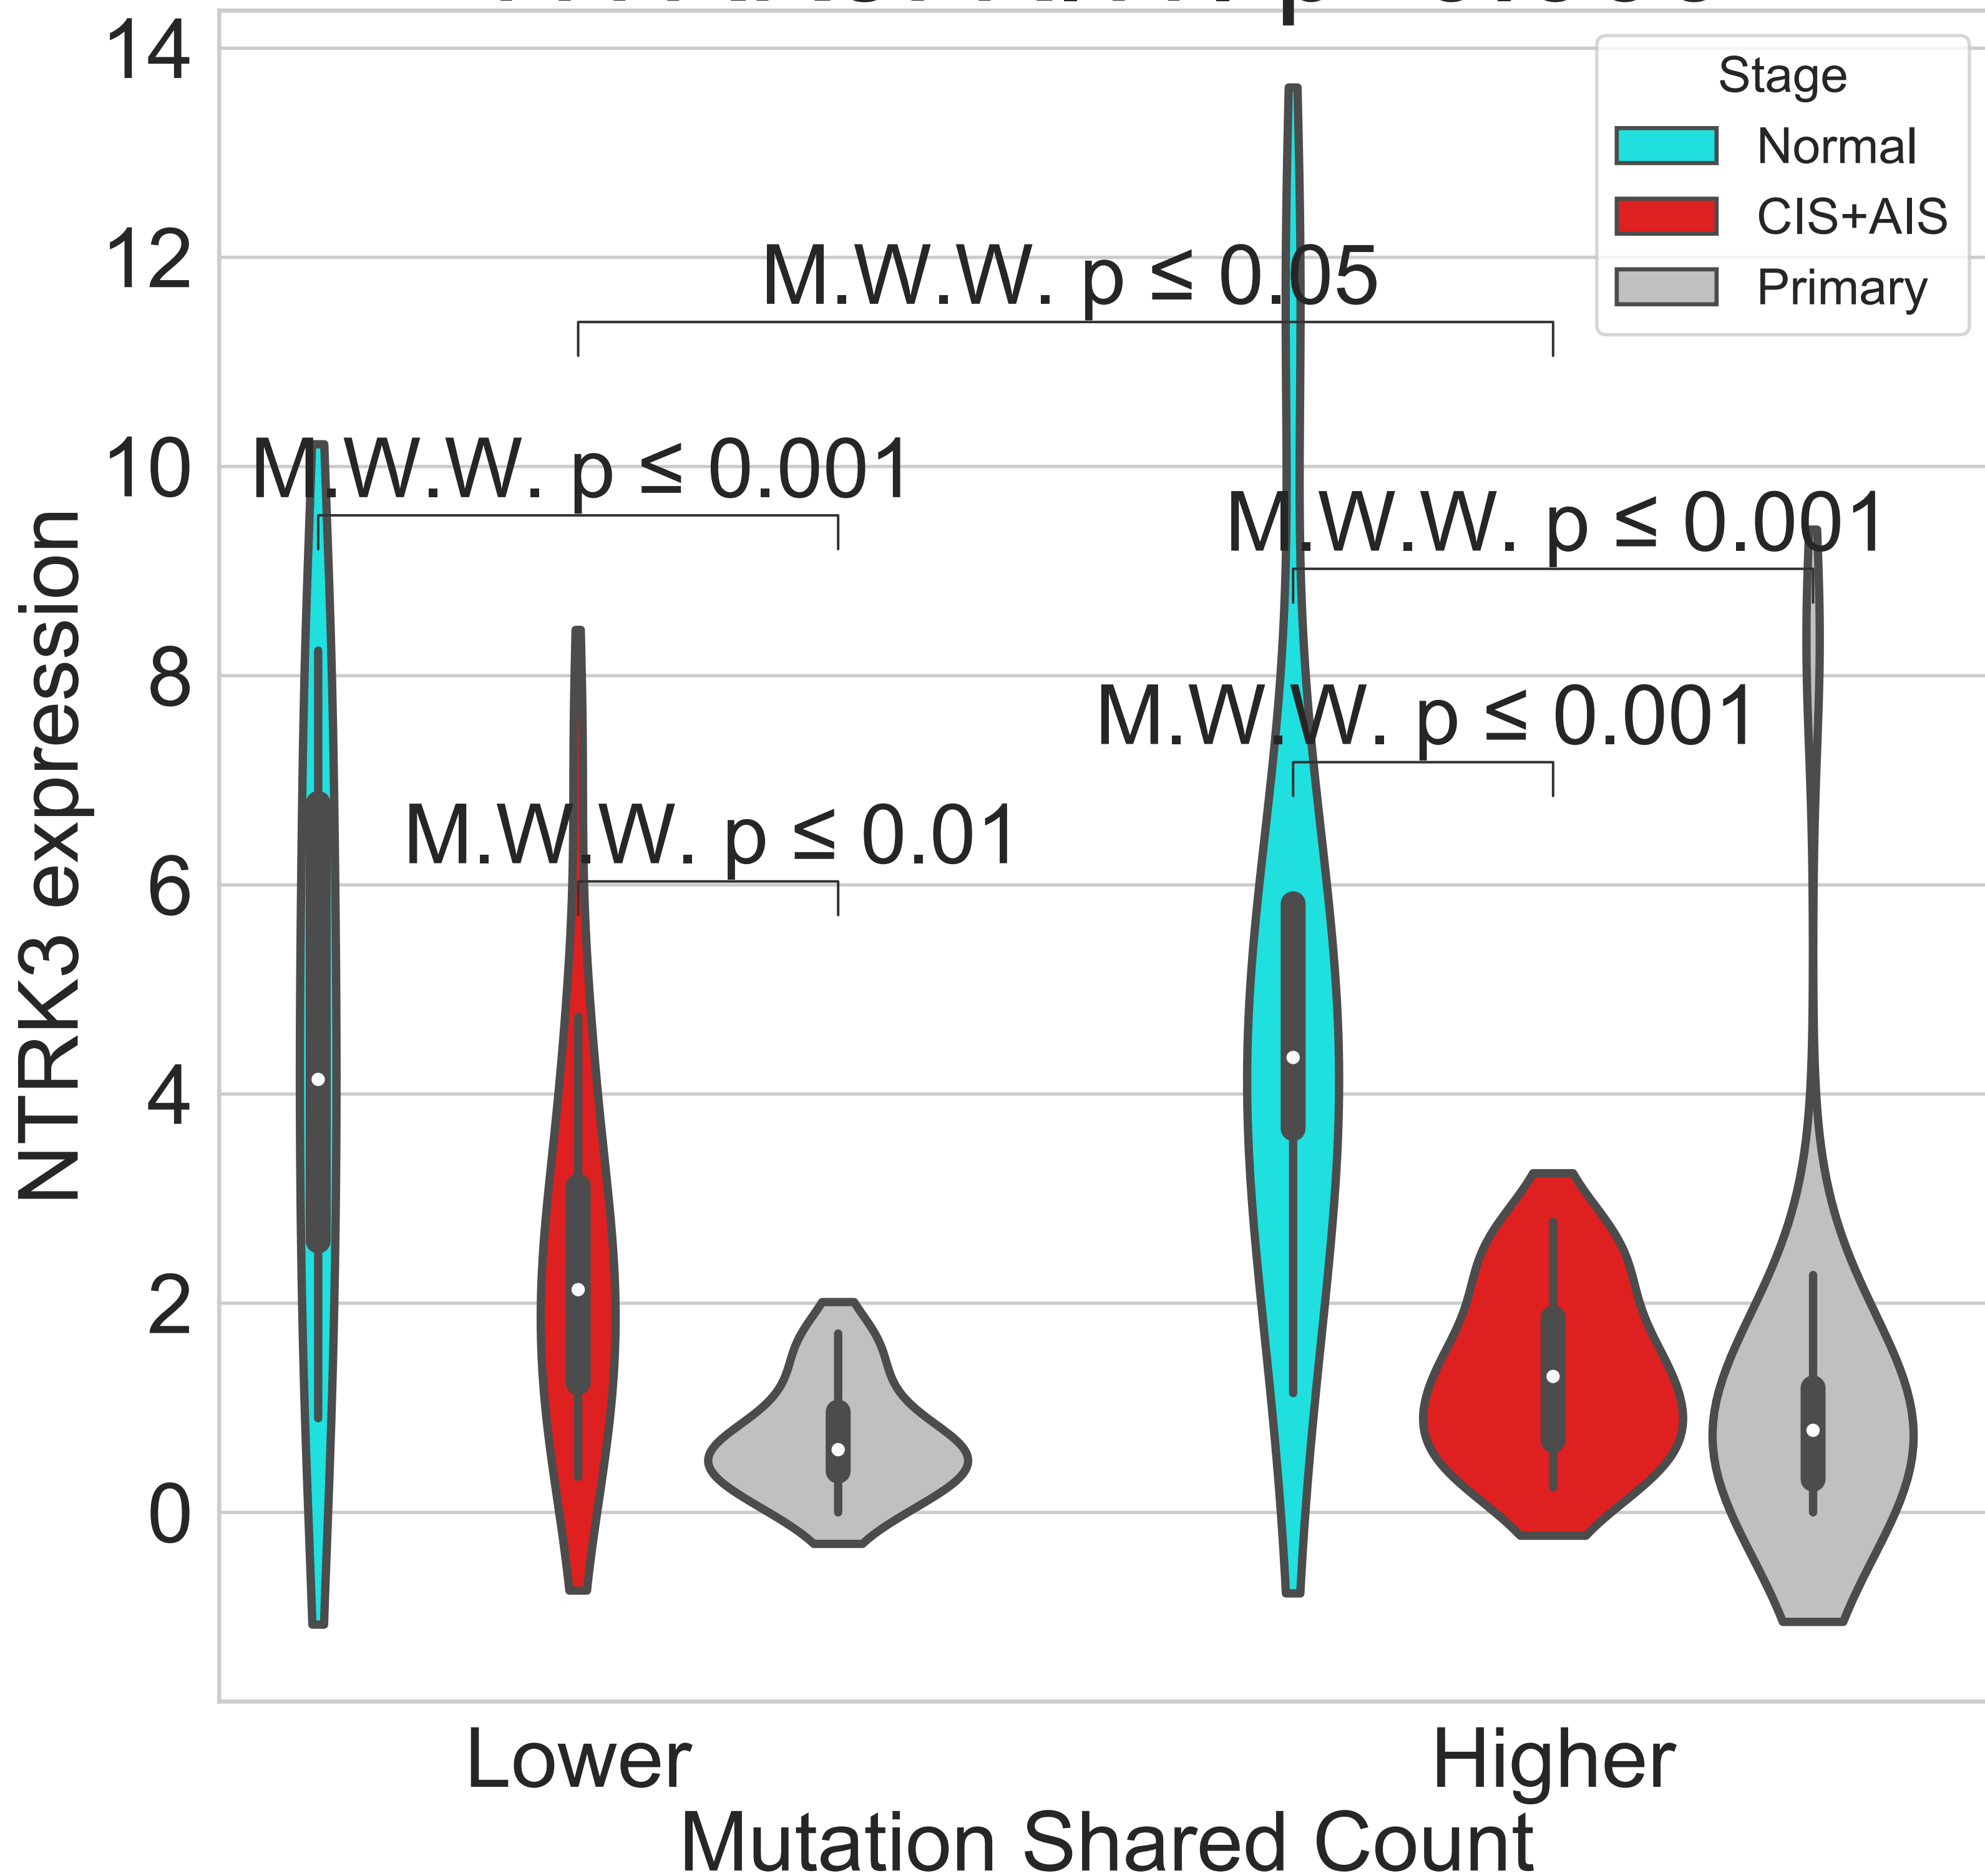 14
Stage
Normal
CIS+AIS
Primary
12
M.W.W. p ≤ 0.05
10
M.W.W. p ≤ 0.001
M.W.W. p ≤ 0.001
8
M.W.W. p ≤ 0.001
M.W.W. p ≤ 0.01
6
NTRK3 expression
4
2
0
Lower
Higher
Mutation Shared Count